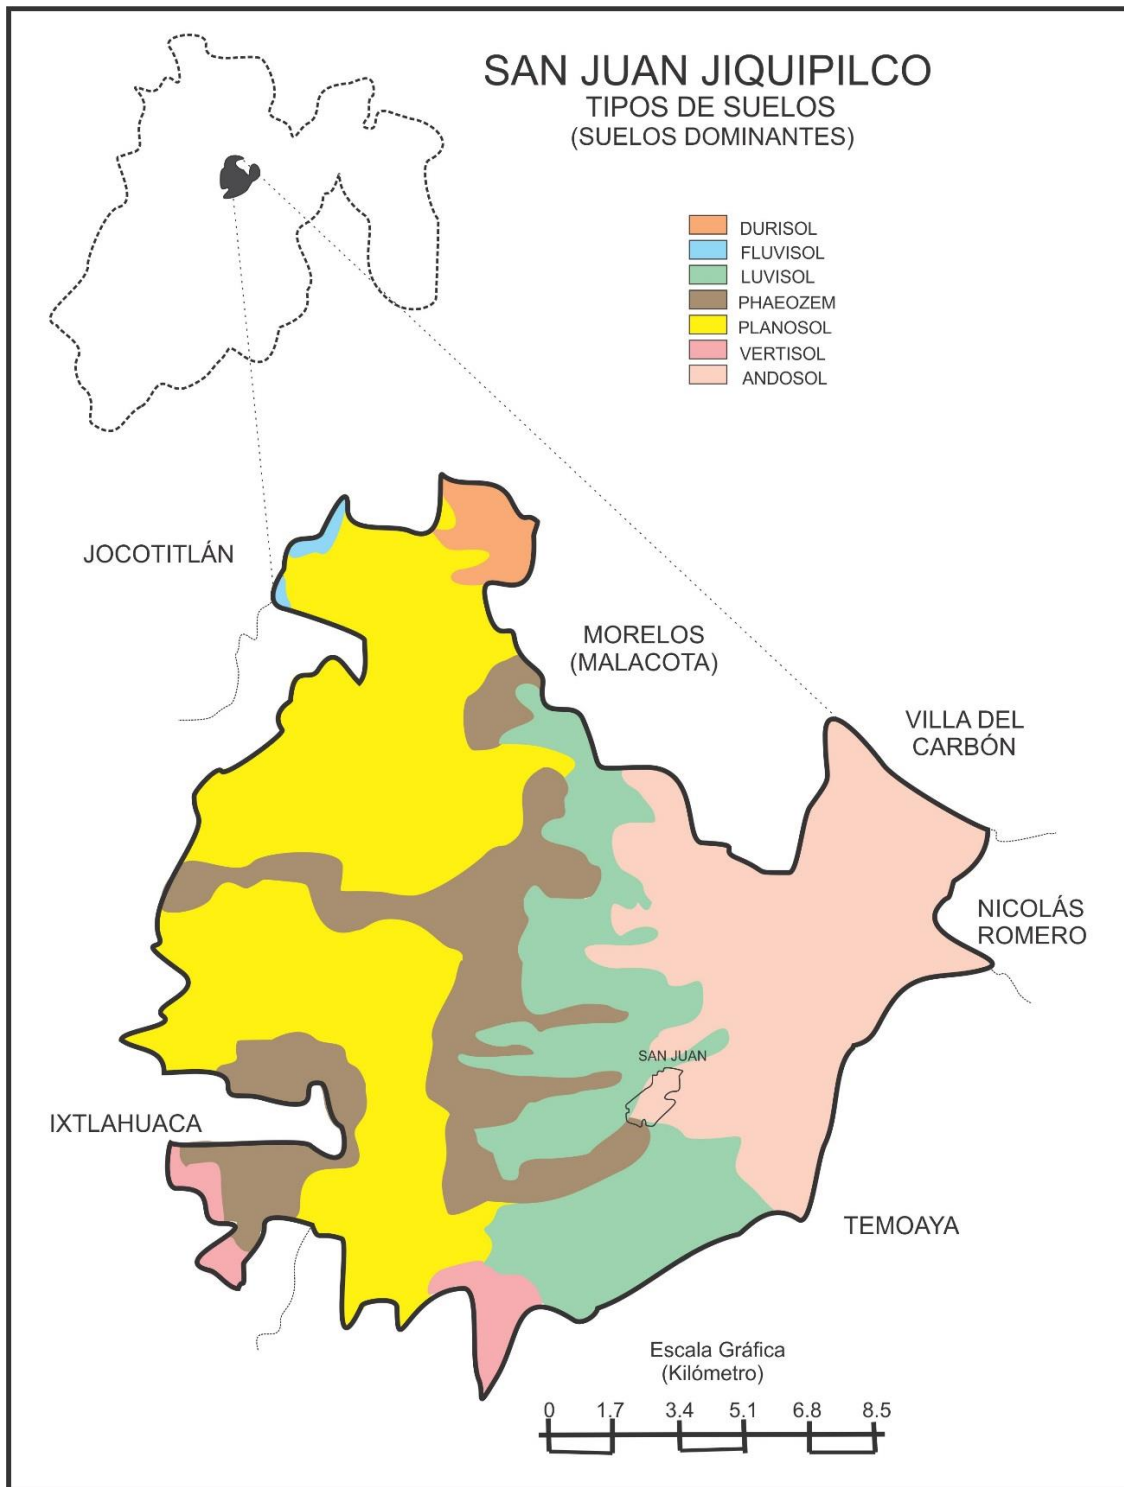 SAN JUAN JIQUIPILCO
TIPOS DE SUELOS
(SUELOS DOMINANTES)
DURISOL
FLUVISOL
LUVISOL
PHAEOZEM
PLANOSOL
VERTISOL
ANDOSOL
JOCOTITLÁN
MORELOS
(MALACOTA)
VILLA DEL
CARBÓN
NICOLÁS
ROMERO
SAN JUAN
IXTLAHUACA
TEMOAYA
Escala Gráfica
(Kilómetro)
0 1.7 3.4 5.1 6.8 8.5